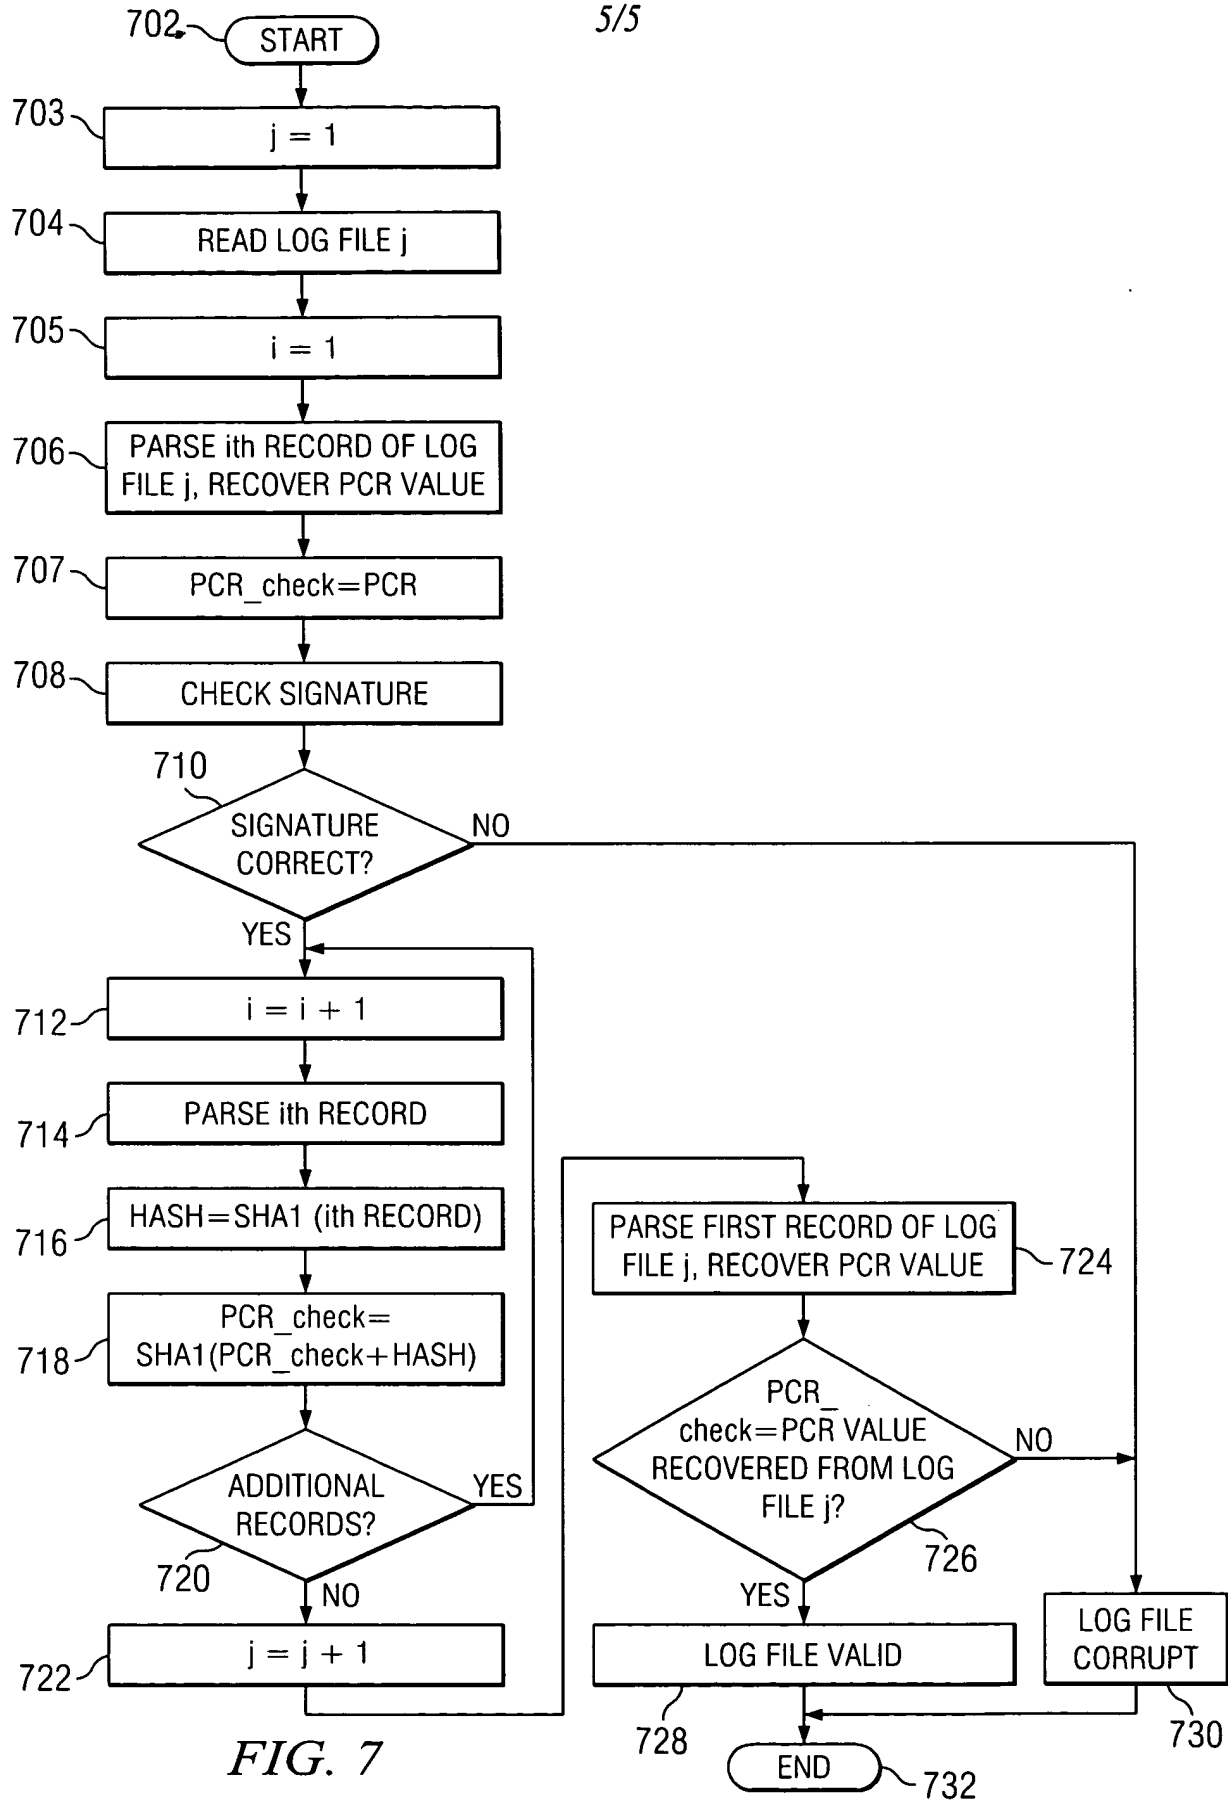 5/5
702
START
703
j = 1
704
READ LOG FILE j
705
i = 1
706
PARSE ith RECORD OF LOG
FILE j, RECOVER PCR VALUE
707
PCR_check=PCR
708
CHECK SIGNATURE
710
SIGNATURE
CORRECT?
NO
YES
712
i = i + 1
714
PARSE ith RECORD
716
HASH=SHA1 (ith RECORD)
718
PCR_check=
SHA1(PCR_check+HASH)
720
ADDITIONAL
RECORDS?
YES
NO
722
j = j + 1
PARSE FIRST RECORD OF LOG
FILE j, RECOVER PCR VALUE
724
PCR_
check=PCR VALUE
RECOVERED FROM LOG
FILE j?
726
NO
YES
LOG FILE VALID
728
LOG FILE
CORRUPT
730
END
732
FIG. 7